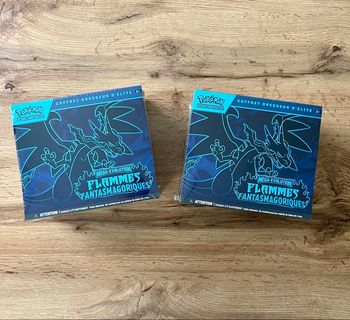 Pokémon
COFFRET DRESSEUR D'ÉLITE
MÉGA-ÉVOLUTION
FLAMMES
FANTASMAGORIQUES
ATTENTION
Pokémon
COFFRET DRESSEUR D'ÉLITE
MÉGA-ÉVOLUTION
FLAMMES
FANTASMAGORIQUES
ATTENTION